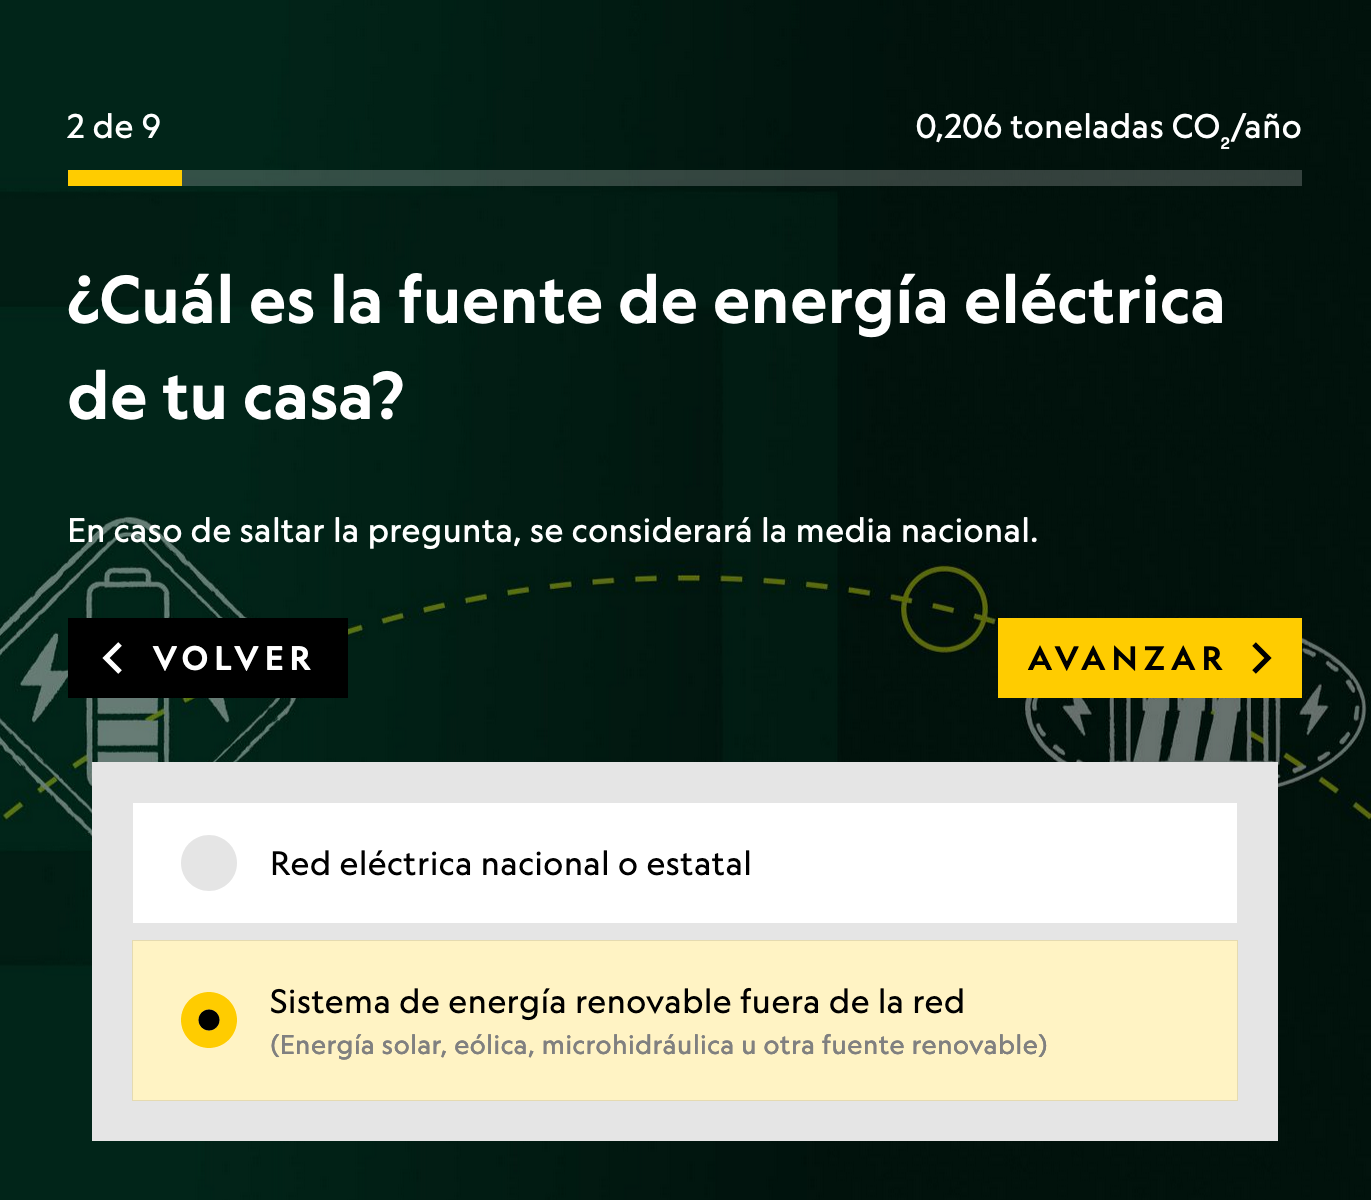 2 de 9
0,206 toneladas CO₂/año
¿Cuál es la fuente de energía eléctrica
de tu casa?
En caso de saltar la pregunta, se considerará la media nacional.
VOLVER
AVANZAR
Red eléctrica nacional o estatal
Sistema de energía renovable fuera de la red
(Energía solar, eólica, microhidráulica u otra fuente renovable)